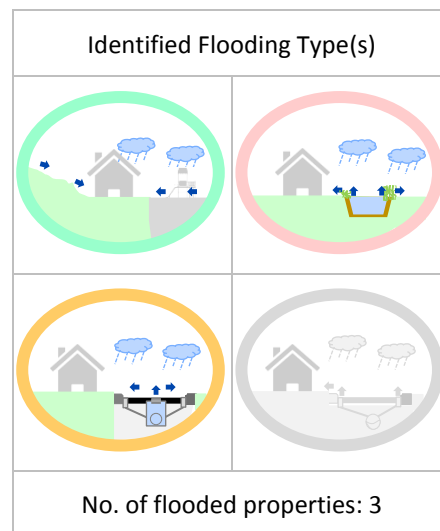 Identified Flooding Type(s)
No. of flooded properties: 3